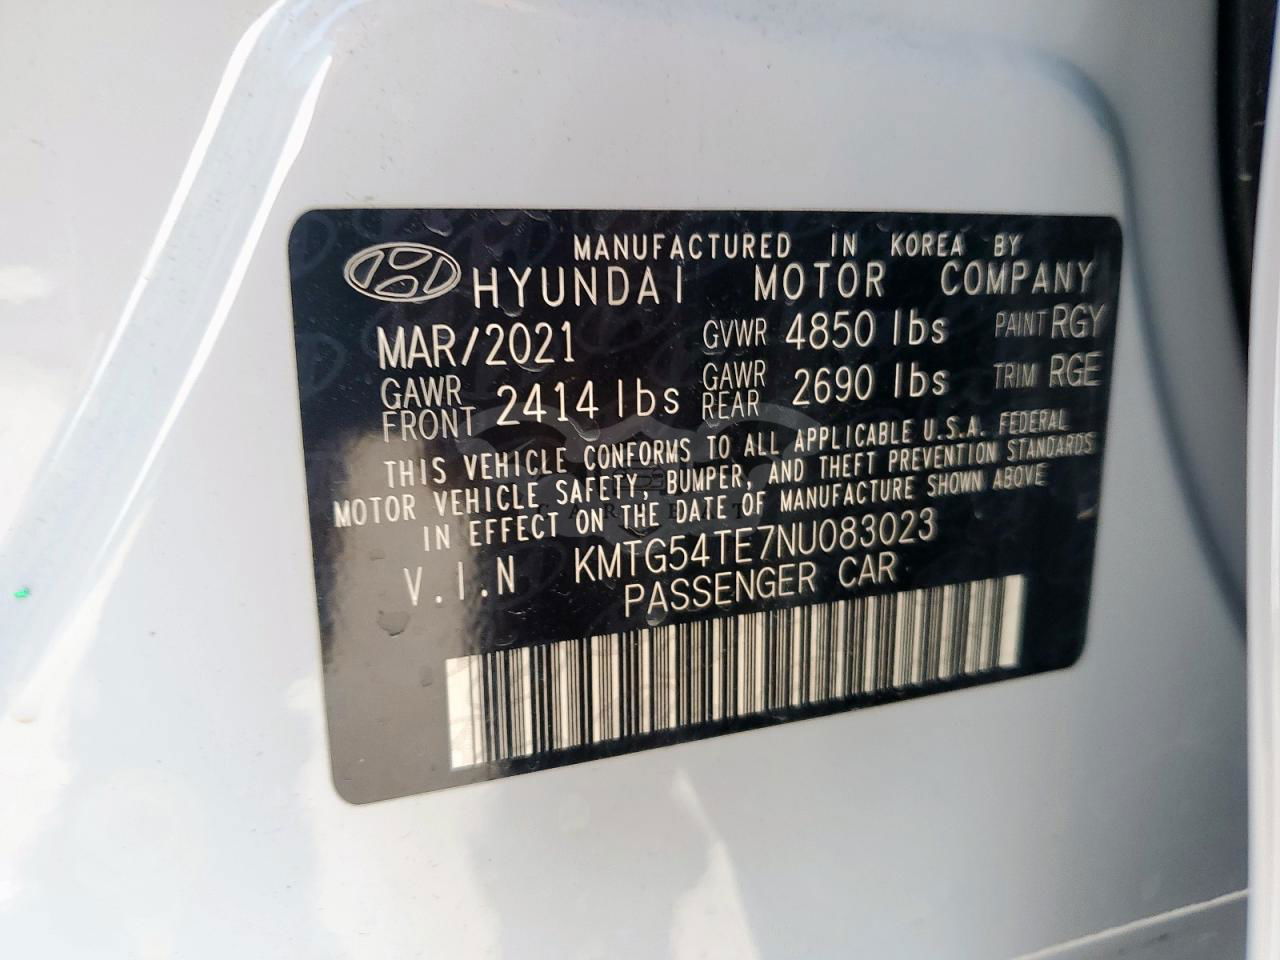 MANUFACTURED IN KOREA BY
HYUNDAI MOTOR COMPANY
MAR/2021 GVWR 4850 lbs PAINT RGY
GAWR FRONT 2414 lbs GAWR REAR 2690 lbs TRIM RGE
THIS VEHICLE CONFORMS TO ALL APPLICABLE U.S.A. FEDERAL
MOTOR VEHICLE SAFETY, BUMPER, AND THEFT PREVENTION STANDARDS
IN EFFECT ON THE DATE OF MANUFACTURE SHOWN ABOVE
V.I.N KMTG54TE7NU083023
PASSENGER CAR